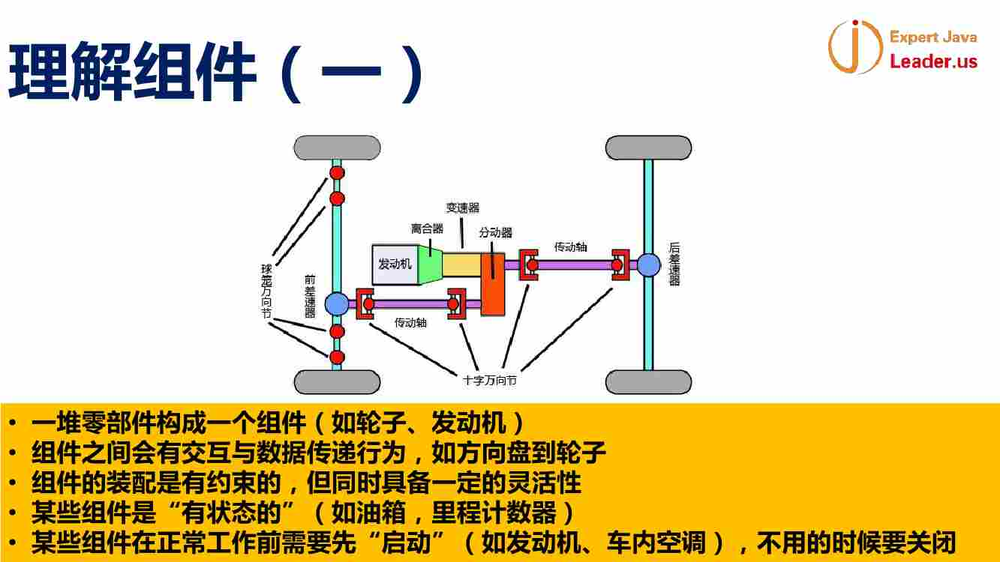 理解组件（一）
Expert Java
Leader.us
变速器
离合器
分动器
传动轴
后差速器
发动机
球笼万向节
前差速器
传动轴
十字万向节
• 一堆零部件构成一个组件（如轮子、发动机）
• 组件之间会有交互与数据传递行为，如方向盘到轮子
• 组件的装配是有约束的，但同时具备一定的灵活性
• 某些组件是“有状态的”（如油箱，里程计数器）
• 某些组件在正常工作前需要先“启动”（如发动机、车内空调），不用的时候要关闭